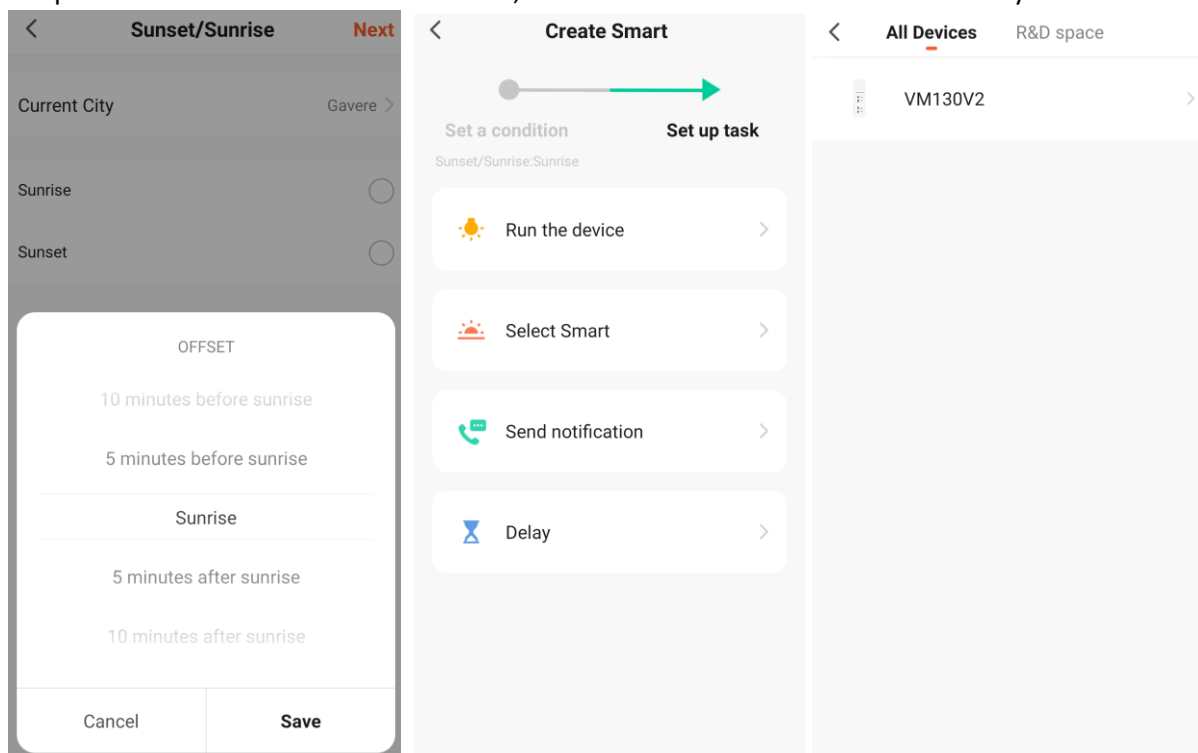 Sunset/Sunrise Next
Current City Gavere
Sunrise
Sunset
OFFSET
10 minutes before sunrise
5 minutes before sunrise
Sunrise
5 minutes after sunrise
10 minutes after sunrise
Cancel Save
Create Smart
Set a condition Set up task
Sunset/Sunrise:Sunrise
Run the device
Select Smart
Send notification
Delay
All Devices R&D space
VM130V2